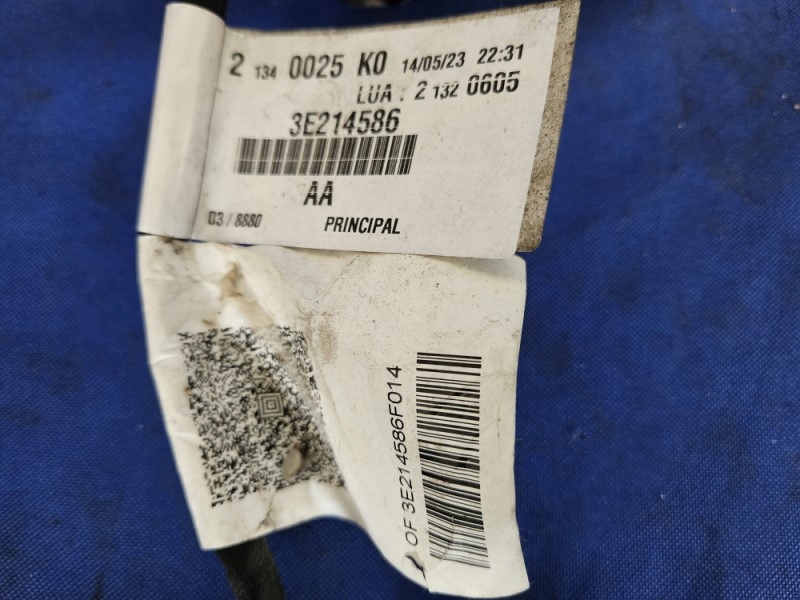 2 134 0025 K0 14/05/23 22:31
LUA : 2 132 0605
3E214586
AA
D3 / 8880 PRINCIPAL
OF 3E214586F014